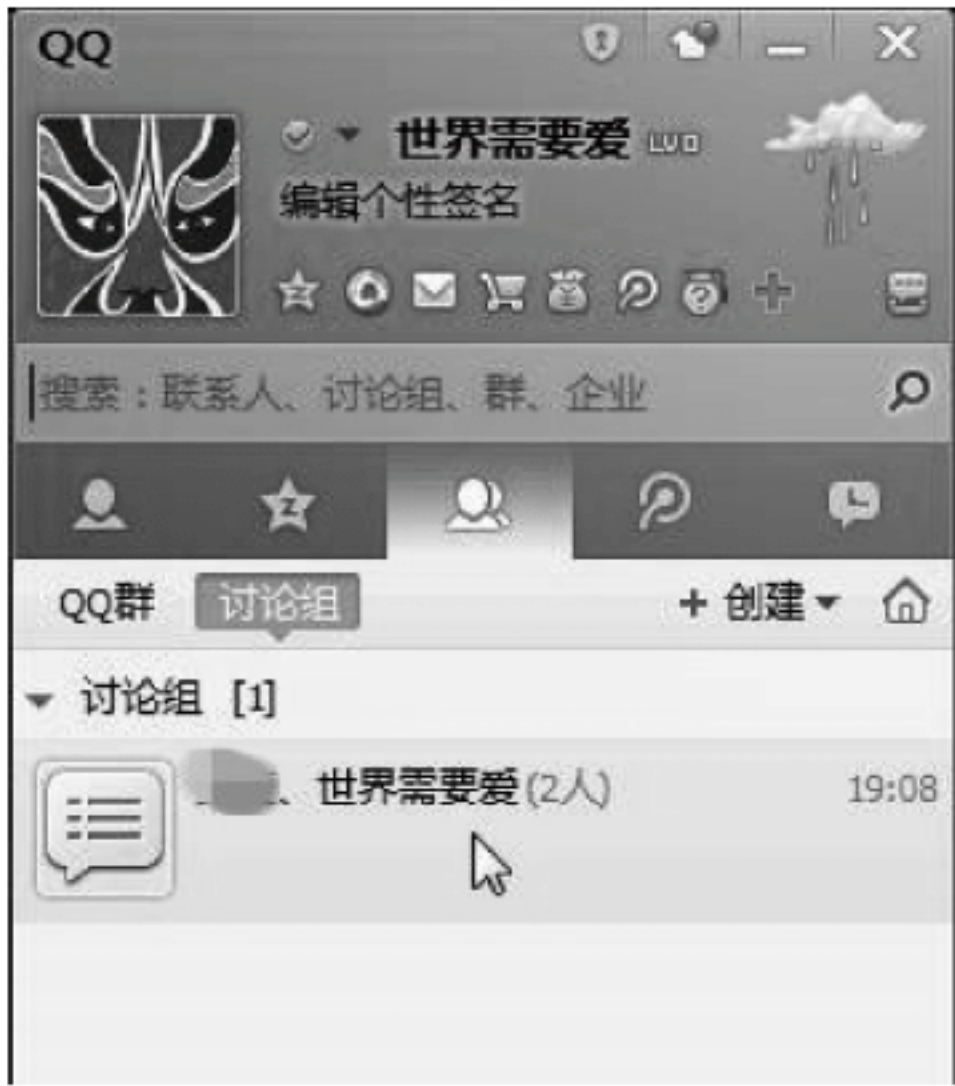 QQ
世界需要爱 LV0
编辑个性签名
搜索：联系人、讨论组、群、企业
QQ群 讨论组 + 创建
讨论组 [1]
、世界需要爱(2人) 19:08